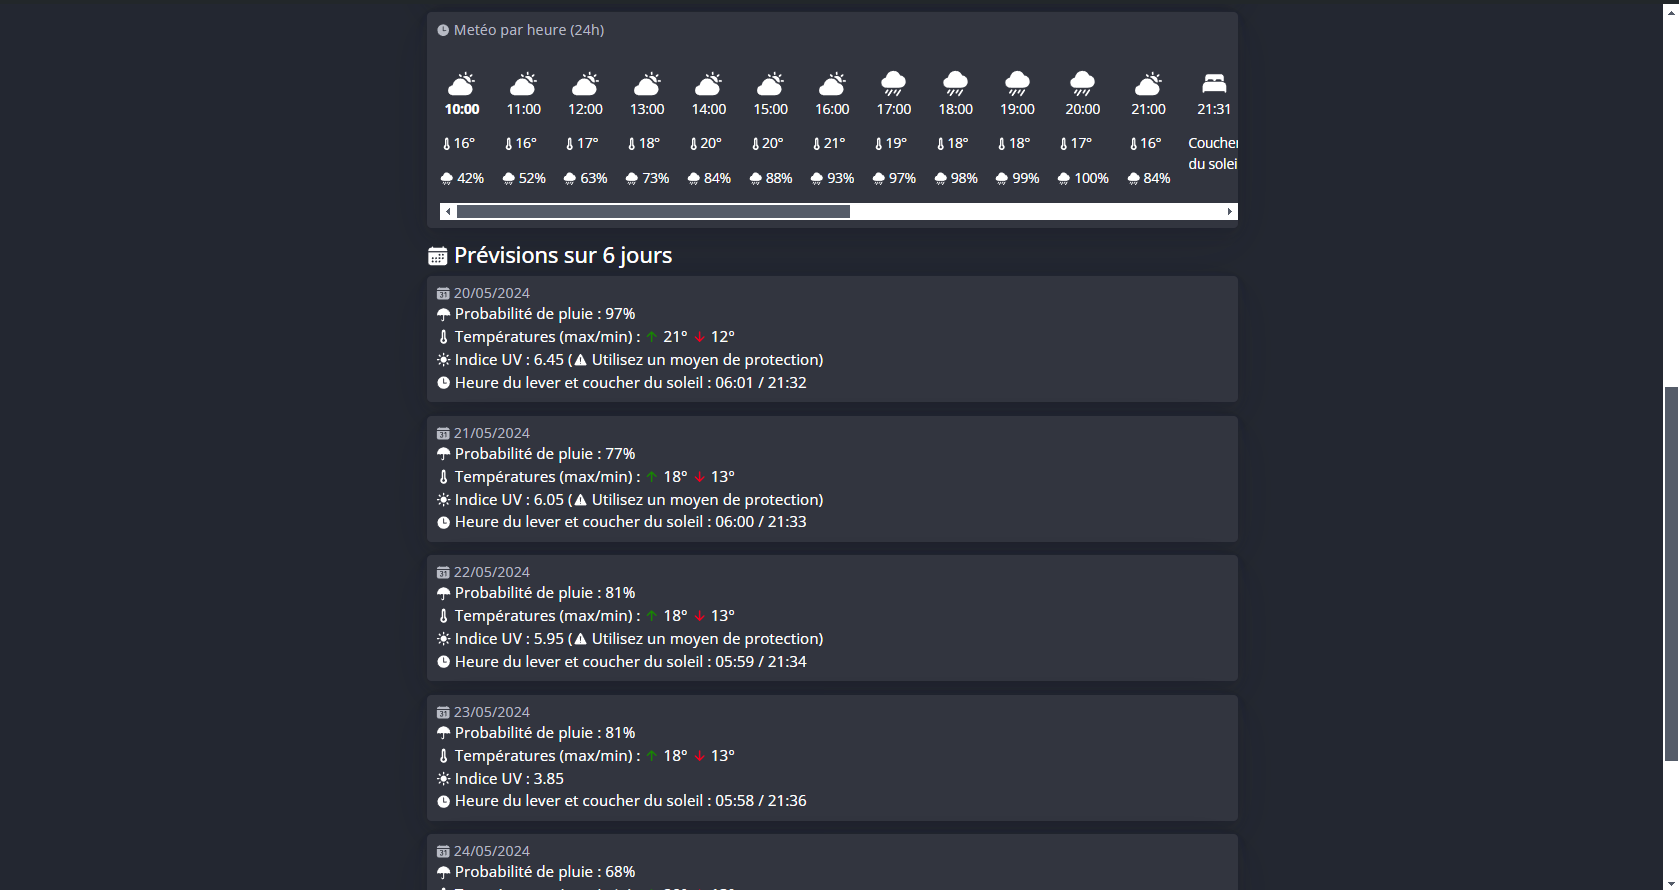 Metéo par heure (24h)
10:00 11:00 12:00 13:00 14:00 15:00 16:00 17:00 18:00 19:00 20:00 21:00 21:31
16° 16° 17° 18° 20° 20° 21° 19° 18° 18° 17° 16° Coucher
du solei
42% 52% 63% 73% 84% 88% 93% 97% 98% 99% 100% 84%
Prévisions sur 6 jours
20/05/2024
Probabilité de pluie : 97%
Températures (max/min) : ↑ 21° ↓ 12°
Indice UV : 6.45 (⚠ Utilisez un moyen de protection)
Heure du lever et coucher du soleil : 06:01 / 21:32
21/05/2024
Probabilité de pluie : 77%
Températures (max/min) : ↑ 18° ↓ 13°
Indice UV : 6.05 (⚠ Utilisez un moyen de protection)
Heure du lever et coucher du soleil : 06:00 / 21:33
22/05/2024
Probabilité de pluie : 81%
Températures (max/min) : ↑ 18° ↓ 13°
Indice UV : 5.95 (⚠ Utilisez un moyen de protection)
Heure du lever et coucher du soleil : 05:59 / 21:34
23/05/2024
Probabilité de pluie : 81%
Températures (max/min) : ↑ 18° ↓ 13°
Indice UV : 3.85
Heure du lever et coucher du soleil : 05:58 / 21:36
24/05/2024
Probabilité de pluie : 68%